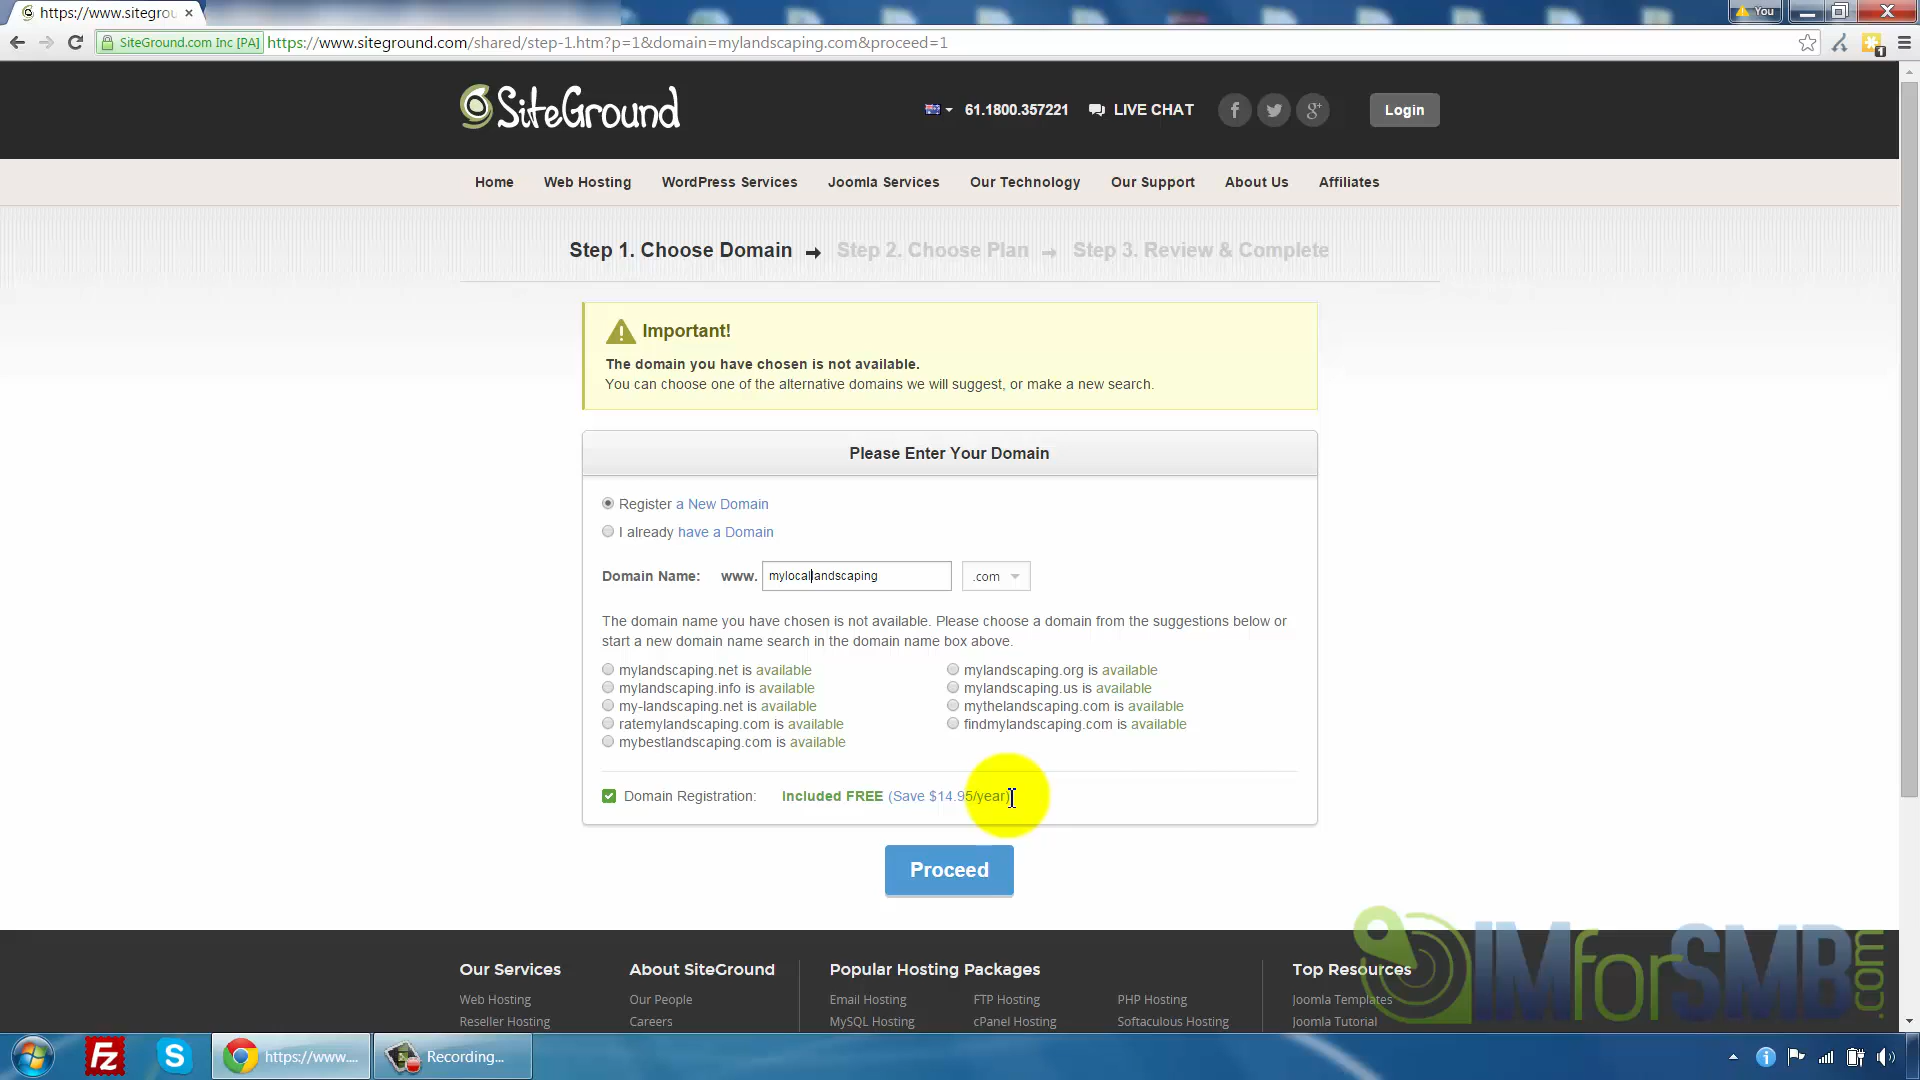 https://www.sitegrou
You
SiteGround.com Inc [PA] https://www.siteground.com/shared/step-1.htm?p=1&domain=mylandscaping.com&proceed=1
1
SiteGround
61.1800.357221
LIVE CHAT
Login
Home
Web Hosting
WordPress Services
Joomla Services
Our Technology
Our Support
About Us
Affiliates
Step 1. Choose Domain
Step 2. Choose Plan
Step 3. Review & Complete
Important!
The domain you have chosen is not available.
You can choose one of the alternative domains we will suggest, or make a new search.
Please Enter Your Domain
Register a New Domain
I already have a Domain
Domain Name: www. mylocallandscaping .com
The domain name you have chosen is not available. Please choose a domain from the suggestions below or
start a new domain name search in the domain name box above.
mylandscaping.net is available
mylandscaping.org is available
mylandscaping.info is available
mylandscaping.us is available
my-landscaping.net is available
mythelandscaping.com is available
ratemylandscaping.com is available
findmylandscaping.com is available
mybestlandscaping.com is available
Domain Registration: Included FREE (Save $14.95/year)
Proceed
Our Services
About SiteGround
Popular Hosting Packages
Top Resources
Web Hosting
Our People
Email Hosting
FTP Hosting
PHP Hosting
Joomla Templates
Reseller Hosting
Careers
MySQL Hosting
cPanel Hosting
Softaculous Hosting
Joomla Tutorial
IMforSMB.com
https://www....
Recording...